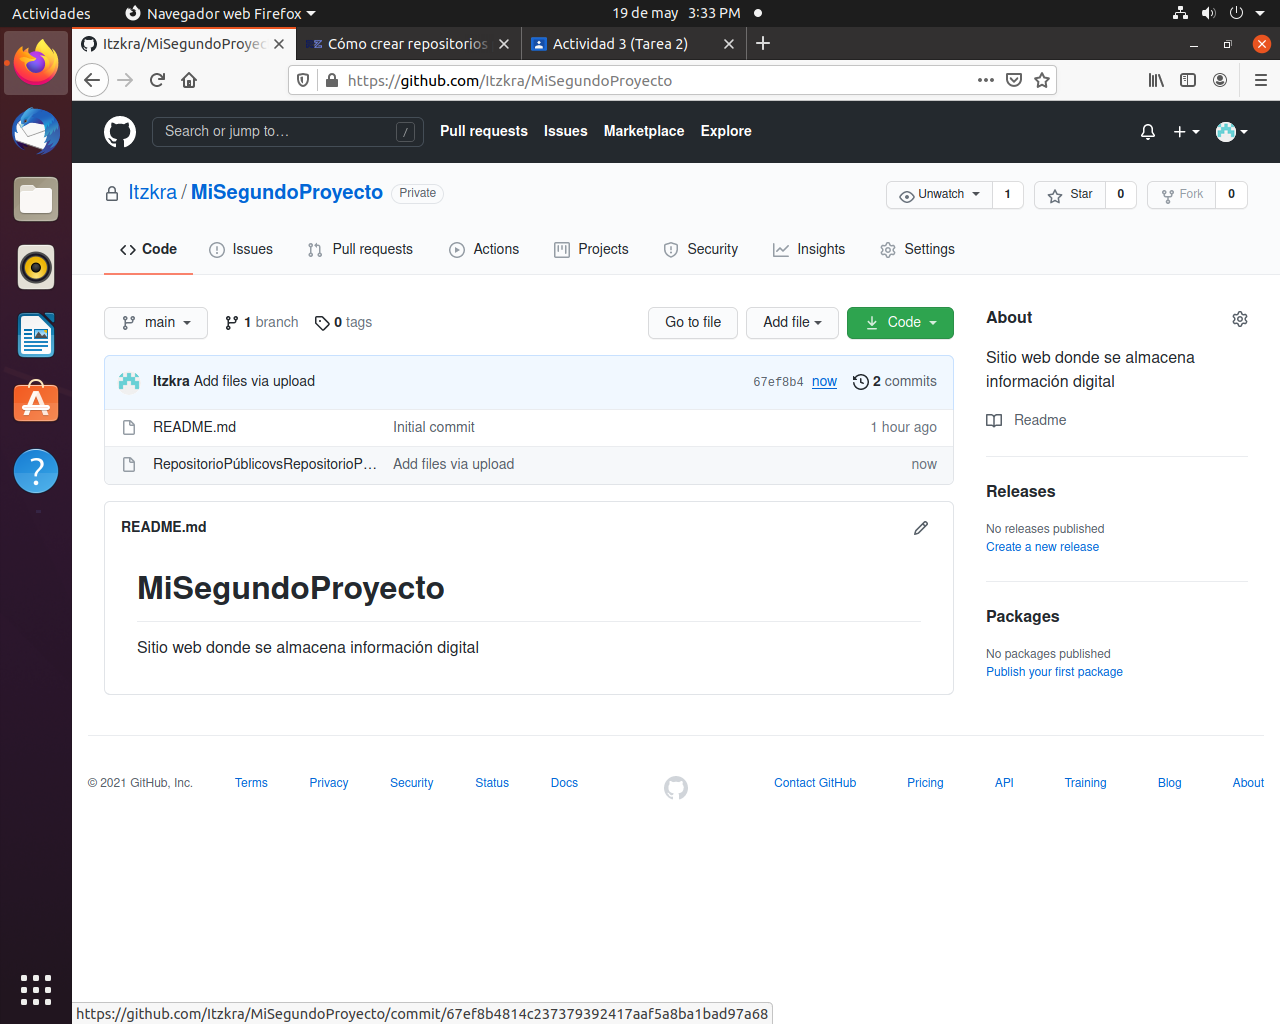 Actividades Navegador web Firefox 19 de may 3:33 PM
Itzkra/MiSegundoProyec Cómo crear repositorios Actividad 3 (Tarea 2)
https://github.com/Itzkra/MiSegundoProyecto
Search or jump to… / Pull requests Issues Marketplace Explore
Itzkra / MiSegundoProyecto Private Unwatch 1 Star 0 Fork 0
Code Issues Pull requests Actions Projects Security Insights Settings
main 1 branch 0 tags Go to file Add file Code
Itzkra Add files via upload 67ef8b4 now 2 commits
README.md Initial commit 1 hour ago
RepositorioPúblicovsRepositorioP… Add files via upload now
README.md
MiSegundoProyecto
Sitio web donde se almacena información digital
About
Sitio web donde se almacena
información digital
Readme
Releases
No releases published
Create a new release
Packages
No packages published
Publish your first package
© 2021 GitHub, Inc. Terms Privacy Security Status Docs Contact GitHub Pricing API Training Blog About
https://github.com/Itzkra/MiSegundoProyecto/commit/67ef8b4814c237379392417aaf5a8ba1bad97a68